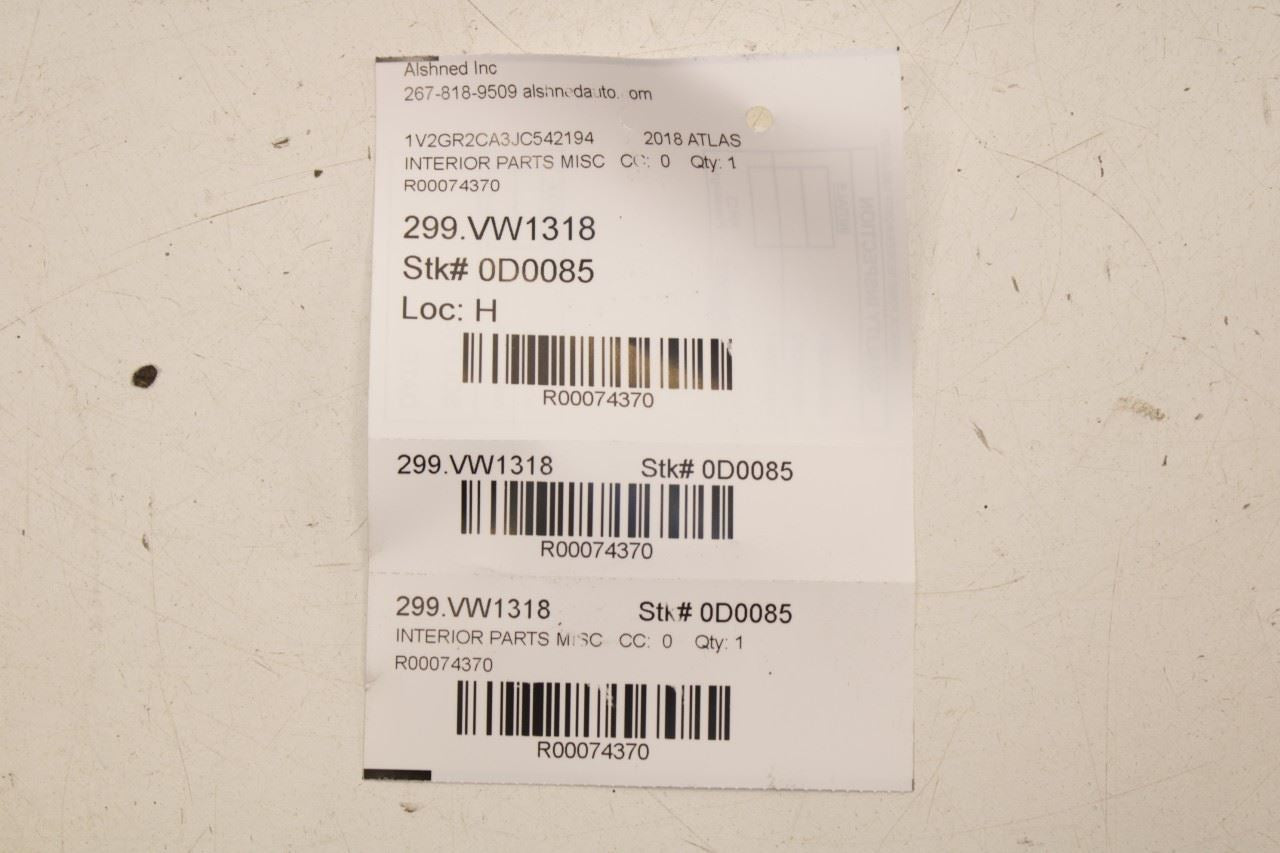 Alshned Inc
267-818-9509 alshnedauto.com
1V2GR2CA3JC542194 2018 ATLAS
INTERIOR PARTS MISC CC: 0 Qty: 1
R00074370
299.VW1318
Stk# 0D0085
Loc: H
R00074370
299.VW1318 Stk# 0D0085
R00074370
299.VW1318 Stk# 0D0085
INTERIOR PARTS MISC CC: 0 Qty: 1
R00074370
R00074370